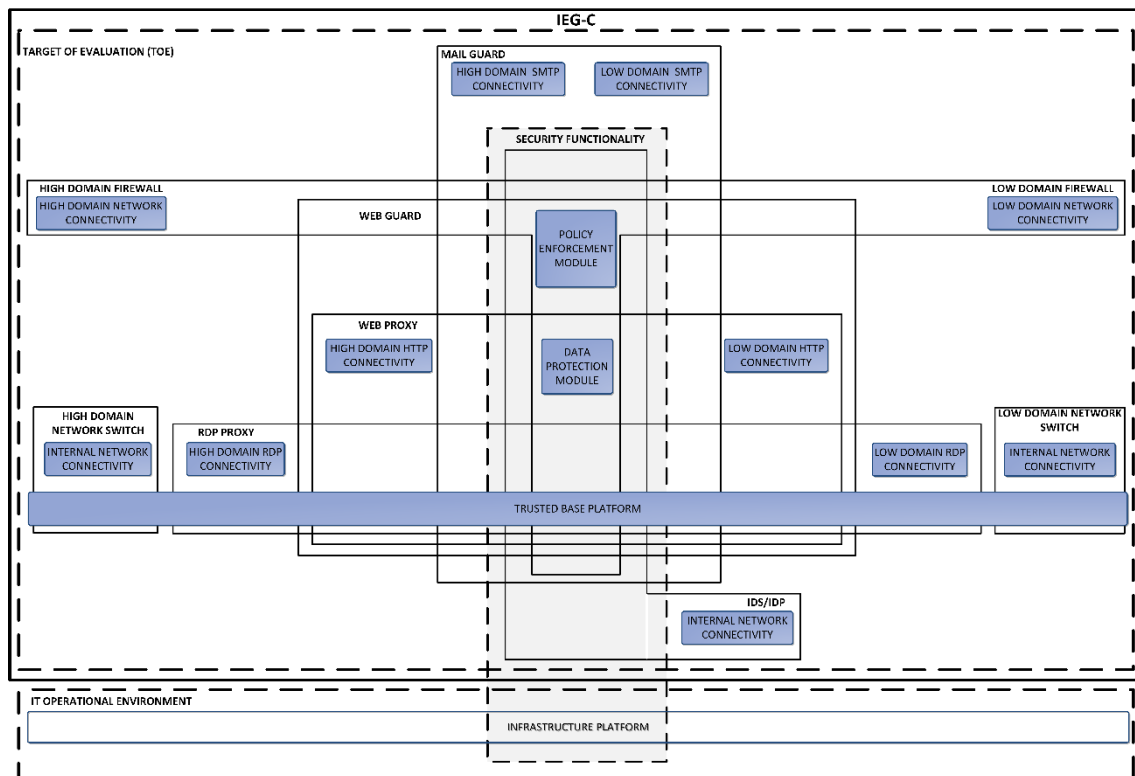 IEG-C
TARGET OF EVALUATION (TOE)
MAIL GUARD
HIGH DOMAIN SMTP
CONNECTIVITY
LOW DOMAIN SMTP
CONNECTIVITY
SECURITY FUNCTIONALITY
HIGH DOMAIN FIREWALL
HIGH DOMAIN NETWORK
CONNECTIVITY
LOW DOMAIN FIREWALL
LOW DOMAIN NETWORK
CONNECTIVITY
WEB GUARD
POLICY
ENFORCEMENT
MODULE
WEB PROXY
HIGH DOMAIN HTTP
CONNECTIVITY
DATA
PROTECTION
MODULE
LOW DOMAIN HTTP
CONNECTIVITY
HIGH DOMAIN
NETWORK SWITCH
INTERNAL NETWORK
CONNECTIVITY
RDP PROXY
HIGH DOMAIN RDP
CONNECTIVITY
LOW DOMAIN RDP
CONNECTIVITY
LOW DOMAIN NETWORK
SWITCH
INTERNAL NETWORK
CONNECTIVITY
TRUSTED BASE PLATFORM
IDS/IDP
INTERNAL NETWORK
CONNECTIVITY
IT OPERATIONAL ENVIRONMENT
INFRASTRUCTURE PLATFORM